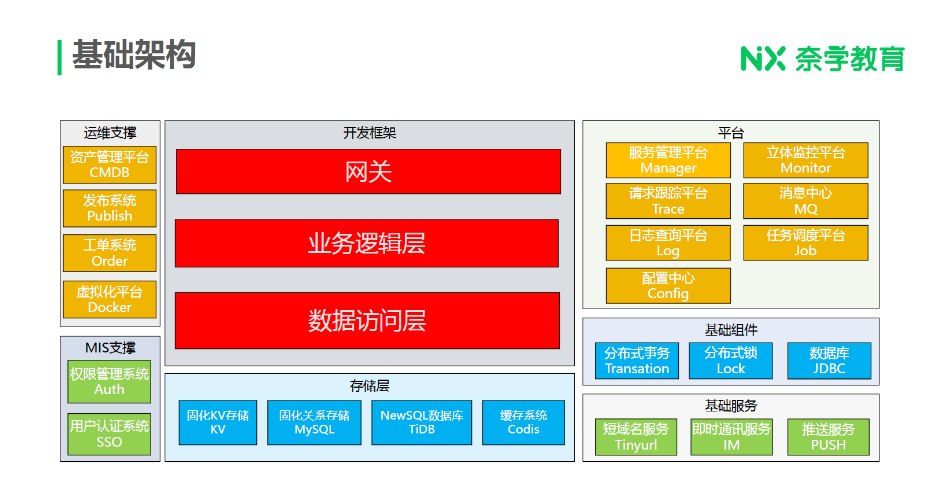 基础架构
NiX 奈学教育
运维支撑
资产管理平台
CMDB
发布系统
Publish
工单系统
Order
虚拟化平台
Docker
MIS支撑
权限管理系统
Auth
用户认证系统
SSO
开发框架
网关
业务逻辑层
数据访问层
存储层
固化KV存储
KV
固化关系存储
MySQL
NewSQL数据库
TiDB
缓存系统
Codis
平台
服务管理平台
Manager
立体监控平台
Monitor
请求跟踪平台
Trace
消息中心
MQ
日志查询平台
Log
任务调度平台
Job
配置中心
Config
基础组件
分布式事务
Transation
分布式锁
Lock
数据库
JDBC
基础服务
短域名服务
Tinyurl
即时通讯服务
IM
推送服务
PUSH